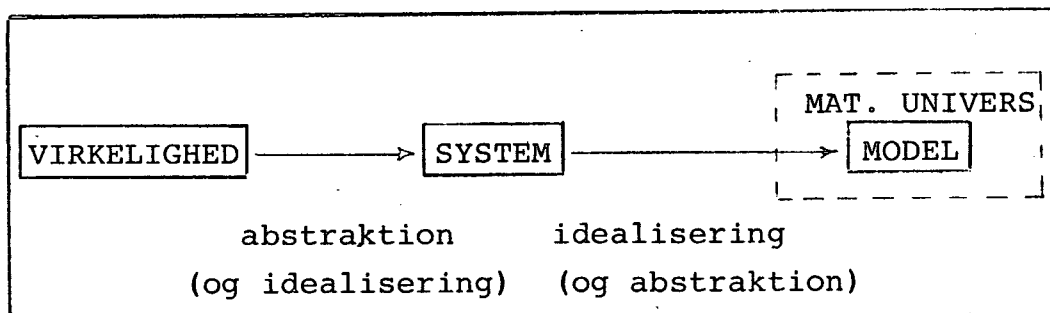 MAT. UNIVERS
VIRKELIGHED SYSTEM MODEL
abstraktion idealisering
(og idealisering) (og abstraktion)